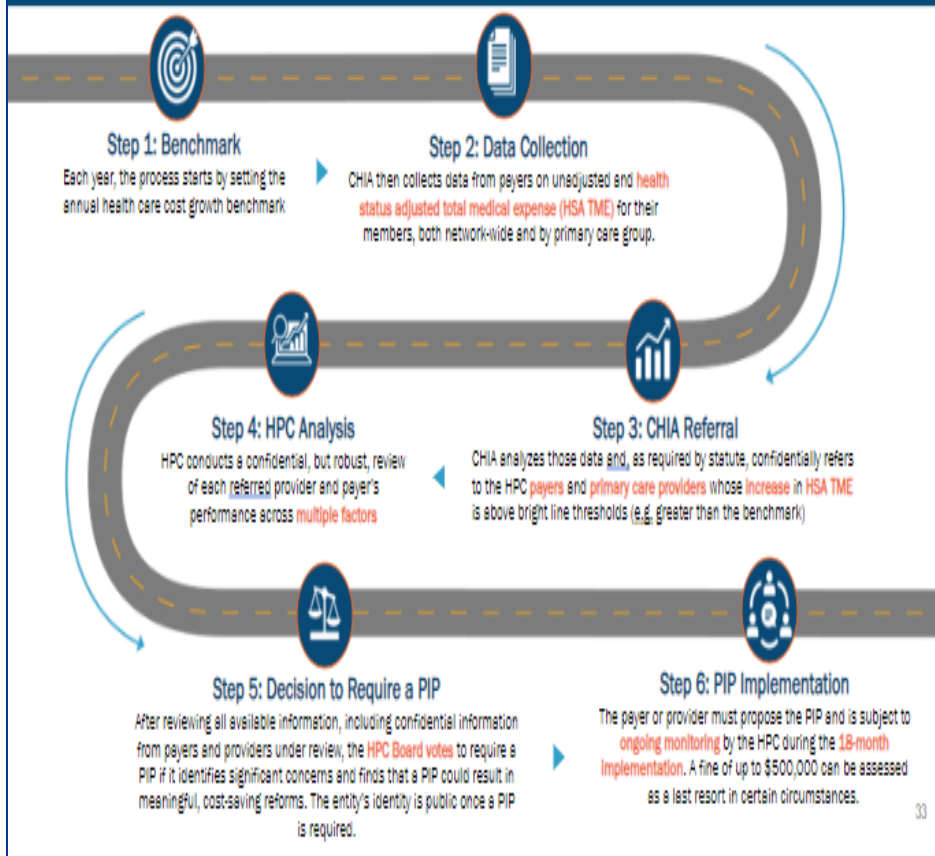 Step 1: Benchmark
Each year, the process starts by setting the
annual health care cost growth benchmark
Step 2: Data Collection
CHIA then collects data from payers on unadjusted and health
status adjusted total medical expense (HSA TME) for their
members, both network-wide and by primary care group.
Step 3: CHIA Referral
CHIA analyzes those data and, as required by statute, confidentially refers
to the HPC payers and primary care providers whose increase in HSA TME
is above bright line thresholds (e.g. greater than the benchmark)
Step 4: HPC Analysis
HPC conducts a confidential, but robust, review
of each referred provider and payer's
performance across multiple factors
Step 5: Decision to Require a PIP
After reviewing all available information, including confidential information
from payers and providers under review, the HPC Board votes to require a
PIP if it identifies significant concerns and finds that a PIP could result in
meaningful, cost-saving reforms. The entity's identity is public once a PIP
is required.
Step 6: PIP Implementation
The payer or provider must propose the PIP and is subject to
ongoing monitoring by the HPC during the 18-month
implementation. A fine of up to $500,000 can be assessed
as a last resort in certain circumstances.
33